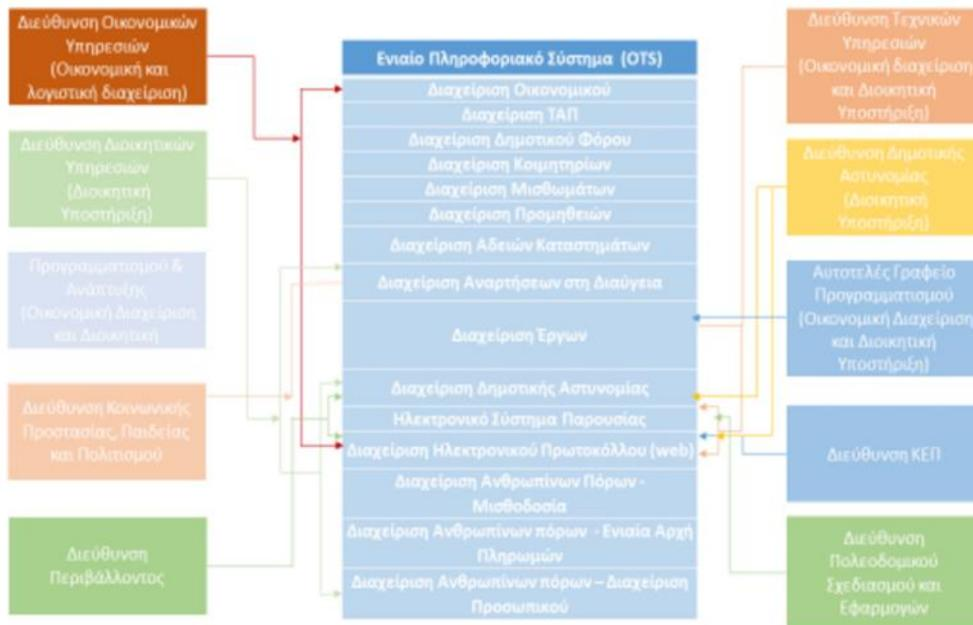 Διεύθυνση Οικονομικών
Υπηρεσιών
(Οικονομική και
λογιστική διαχείριση)
Διεύθυνση Διοικητικών
Υπηρεσιών
(Διοικητική
Υποστήριξη)
Προγραμματισμού &
Ανάπτυξης
(Οικονομική Διαχείριση
και Διοικητική
Διεύθυνση Κοινωνικής
Προστασίας, Παιδείας
και Πολιτισμού
Διεύθυνση
Περιβάλλοντος
Ενιαίο Πληροφοριακό Σύστημα (OTS)
Διαχείριση Οικονομικού
Διαχείριση ΤΑΠ
Διαχείριση Δημοτικού Φόρου
Διαχείριση Κοιμητηρίων
Διαχείριση Μισθωμάτων
Διαχείριση Προμηθειών
Διαχείριση Αδειών Καταστημάτων
Διαχείριση Αναρτήσεων στη Διαύγεια
Διαχείριση Έργων
Διαχείριση Δημοτικής Αστυνομίας
Ηλεκτρονικό Σύστημα Παρουσίας
Διαχείριση Ηλεκτρονικού Πρωτοκόλλου (web)
Διαχείριση Ανθρωπίνων Πόρων -
Μισθοδοσία
Διαχείριση Ανθρωπίνων πόρων - Ενιαία Αρχή
Πληρωμών
Διαχείριση Ανθρωπίνων πόρων – Διαχείριση
Προσωπικού
Διεύθυνση Τεχνικών
Υπηρεσιών
(Οικονομική διαχείριση
και Διοικητική
Υποστήριξη)
Διεύθυνση Δημοτικής
Αστυνομίας
(Διοικητική
Υποστήριξη)
Αυτοτελές Γραφείο
Προγραμματισμού
(Οικονομική Διαχείριση
και Διοικητική
Υποστήριξη)
Διεύθυνση ΚΕΠ
Διεύθυνση
Πολεοδομικού
Σχεδιασμού και
Εφαρμογών